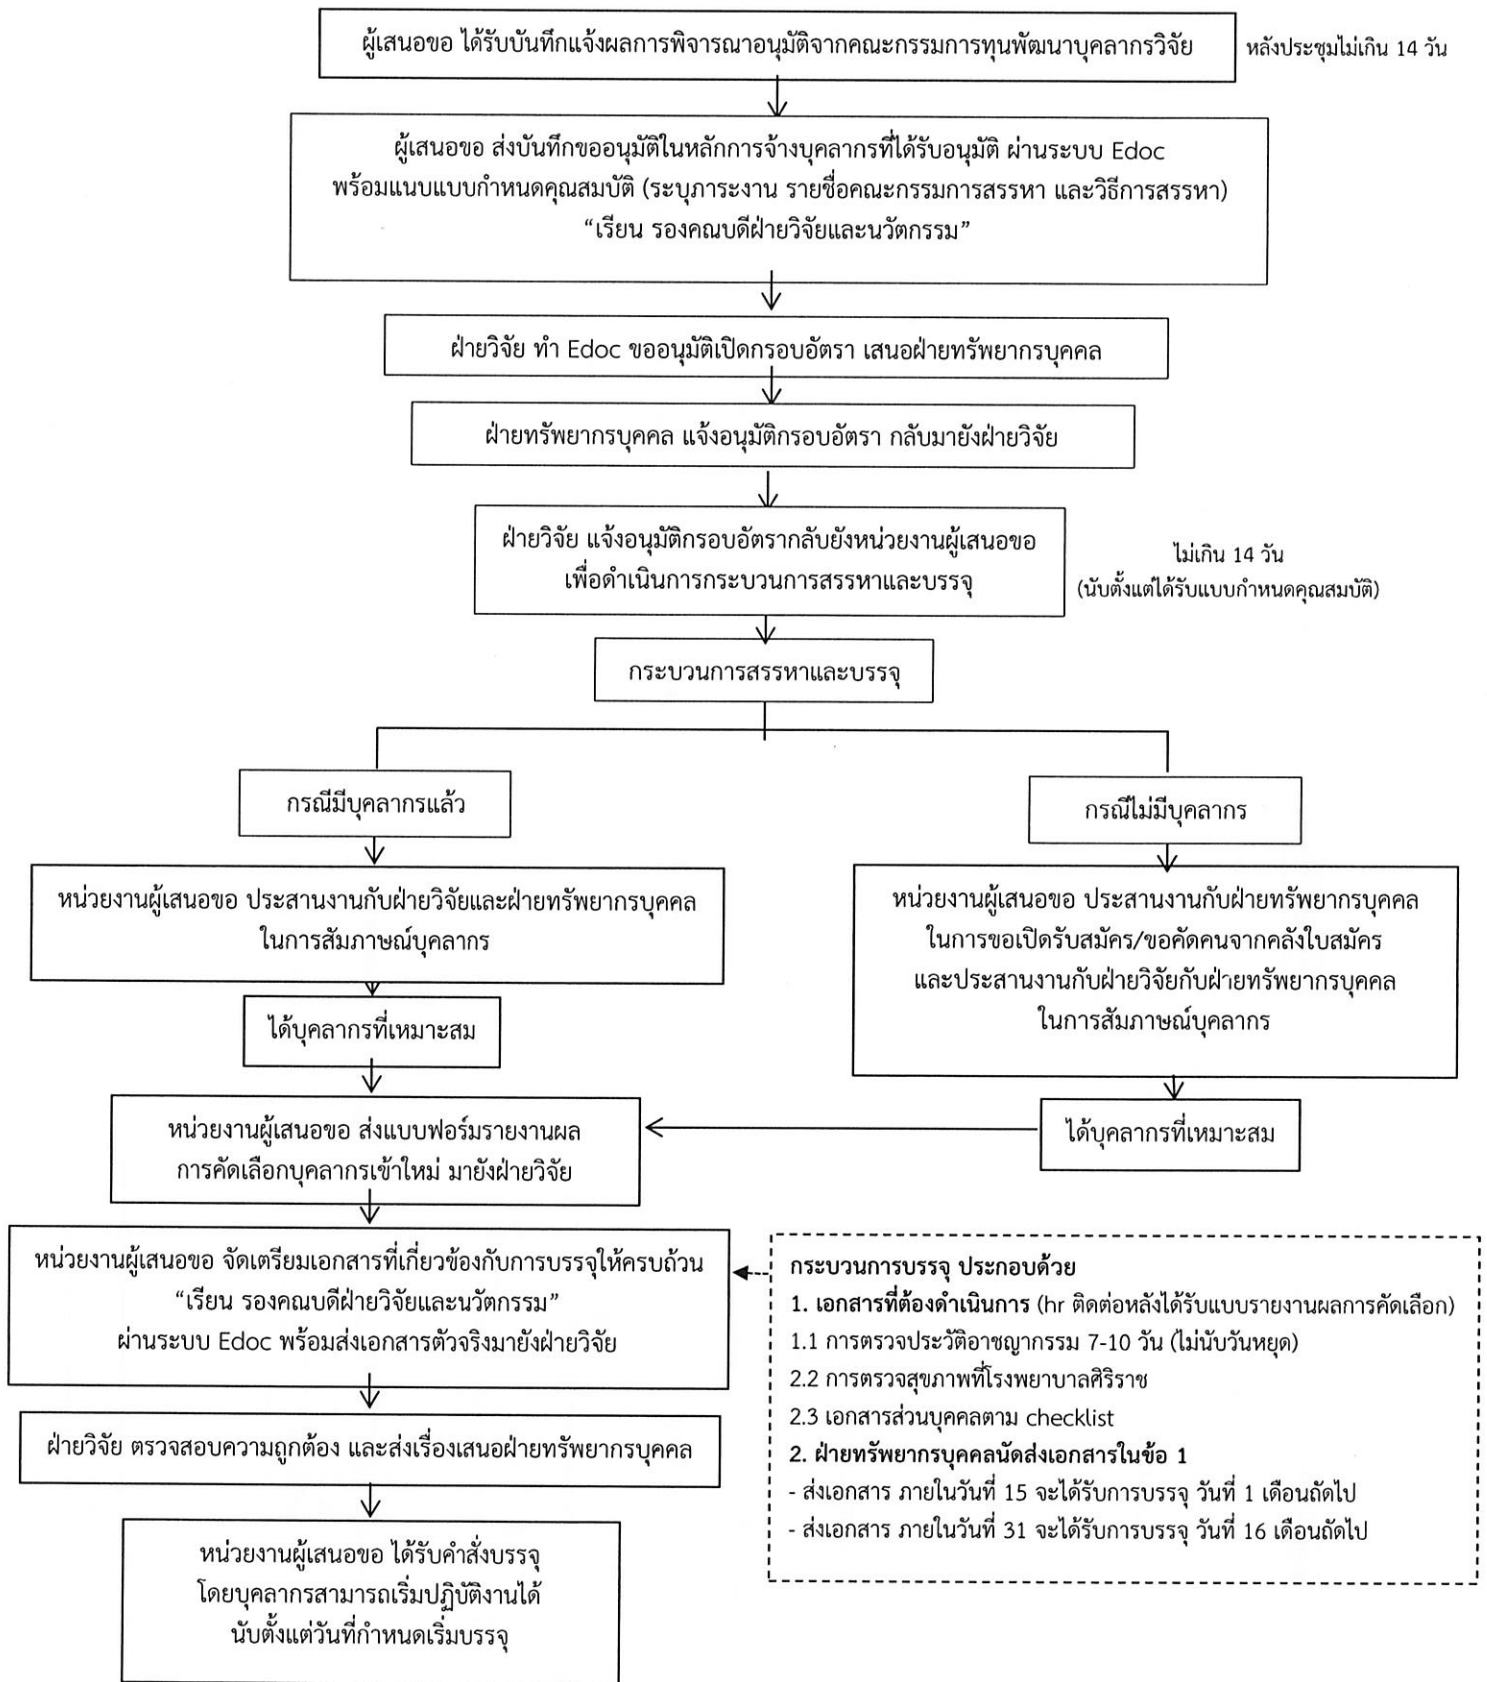 ผู้เสนอขอ ได้รับบันทึกแจ้งผลการพิจารณาอนุมัติจากคณะกรรมการทุนพัฒนาบุคลากรวิจัย
หลังประชุมไม่เกิน 14 วัน
ผู้เสนอขอ ส่งบันทึกขออนุมัติในหลักการจ้างบุคลากรที่ได้รับอนุมัติ ผ่านระบบ Edoc
พร้อมแนบแบบกำหนดคุณสมบัติ (ระบุภาระงาน รายชื่อคณะกรรมการสรรหา และวิธีการสรรหา)
“เรียน รองคณบดีฝ่ายวิจัยและนวัตกรรม”
ฝ่ายวิจัย ทำ Edoc ขออนุมัติเปิดกรอบอัตรา เสนอฝ่ายทรัพยากรบุคคล
ฝ่ายทรัพยากรบุคคล แจ้งอนุมัติกรอบอัตรา กลับมายังฝ่ายวิจัย
ฝ่ายวิจัย แจ้งอนุมัติกรอบอัตรากลับยังหน่วยงานผู้เสนอขอ
เพื่อดำเนินการกระบวนการสรรหาและบรรจุ
ไม่เกิน 14 วัน
(นับตั้งแต่ได้รับแบบกำหนดคุณสมบัติ)
กระบวนการสรรหาและบรรจุ
กรณีมีบุคลากรแล้ว
กรณีไม่มีบุคลากร
หน่วยงานผู้เสนอขอ ประสานงานกับฝ่ายวิจัยและฝ่ายทรัพยากรบุคคล
ในการสัมภาษณ์บุคลากร
หน่วยงานผู้เสนอขอ ประสานงานกับฝ่ายทรัพยากรบุคคล
ในการขอเปิดรับสมัคร/ขอคัดคนจากคลังใบสมัคร
และประสานงานกับฝ่ายวิจัยกับฝ่ายทรัพยากรบุคคล
ในการสัมภาษณ์บุคลากร
ได้บุคลากรที่เหมาะสม
ได้บุคลากรที่เหมาะสม
หน่วยงานผู้เสนอขอ ส่งแบบฟอร์มรายงานผล
การคัดเลือกบุคลากรเข้าใหม่ มายังฝ่ายวิจัย
หน่วยงานผู้เสนอขอ จัดเตรียมเอกสารที่เกี่ยวข้องกับการบรรจุให้ครบถ้วน
“เรียน รองคณบดีฝ่ายวิจัยและนวัตกรรม”
ผ่านระบบ Edoc พร้อมส่งเอกสารตัวจริงมายังฝ่ายวิจัย
กระบวนการบรรจุ ประกอบด้วย
1. เอกสารที่ต้องดำเนินการ (hr ติดต่อหลังได้รับแบบรายงานผลการคัดเลือก)
1.1 การตรวจประวัติอาชญากรรม 7-10 วัน (ไม่นับวันหยุด)
2.2 การตรวจสุขภาพที่โรงพยาบาลศิริราช
2.3 เอกสารส่วนบุคคลตาม checklist
2. ฝ่ายทรัพยากรบุคคลนัดส่งเอกสารในข้อ 1
- ส่งเอกสาร ภายในวันที่ 15 จะได้รับการบรรจุ วันที่ 1 เดือนถัดไป
- ส่งเอกสาร ภายในวันที่ 31 จะได้รับการบรรจุ วันที่ 16 เดือนถัดไป
ฝ่ายวิจัย ตรวจสอบความถูกต้อง และส่งเรื่องเสนอฝ่ายทรัพยากรบุคคล
หน่วยงานผู้เสนอขอ ได้รับคำสั่งบรรจุ
โดยบุคลากรสามารถเริ่มปฏิบัติงานได้
นับตั้งแต่วันที่กำหนดเริ่มบรรจุ